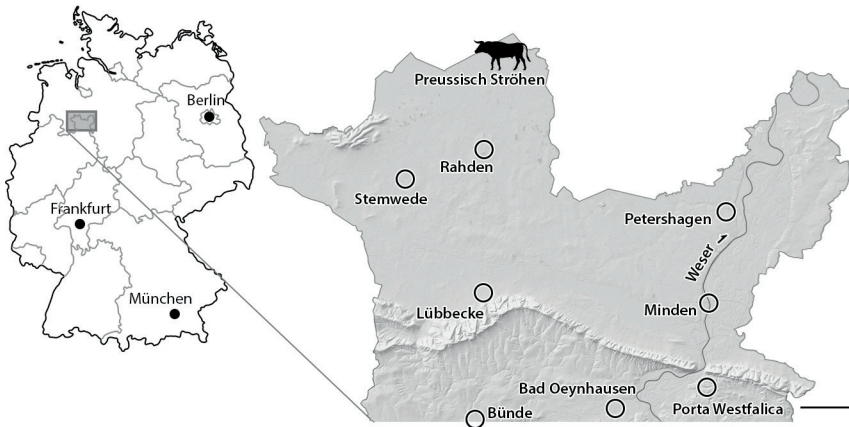 Berlin
Frankfurt
München
Preussisch Ströhen
Rahden
Stemwede
Petershagen
Weser
Lübbecke
Minden
Bad Oeynhausen
Bünde
Porta Westfalica